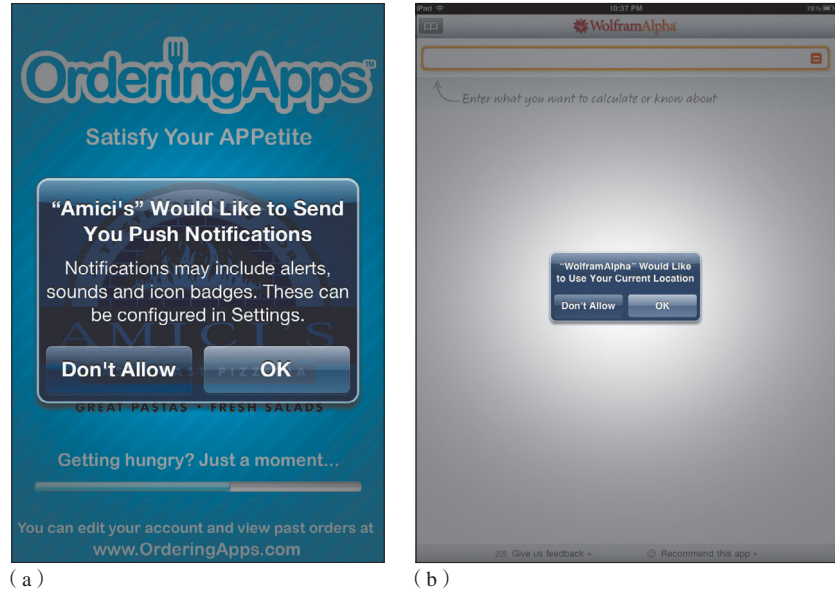 OrderingApps™
Satisfy Your APPetite
“Amici's” Would Like to Send
You Push Notifications
Notifications may include alerts,
sounds and icon badges. These can
be configured in Settings.
Don't Allow
OK
AMICI'S
GREAT PASTAS • FRESH SALADS
Getting hungry? Just a moment...
You can edit your account and view past orders at
www.OrderingApps.com
(a)
iPad
10:37 PM
78%
WolframAlpha
Enter what you want to calculate or know about
“WolframAlpha” Would Like
to Use Your Current Location
Don't Allow
OK
Give us feedback »
Recommend this app »
(b)